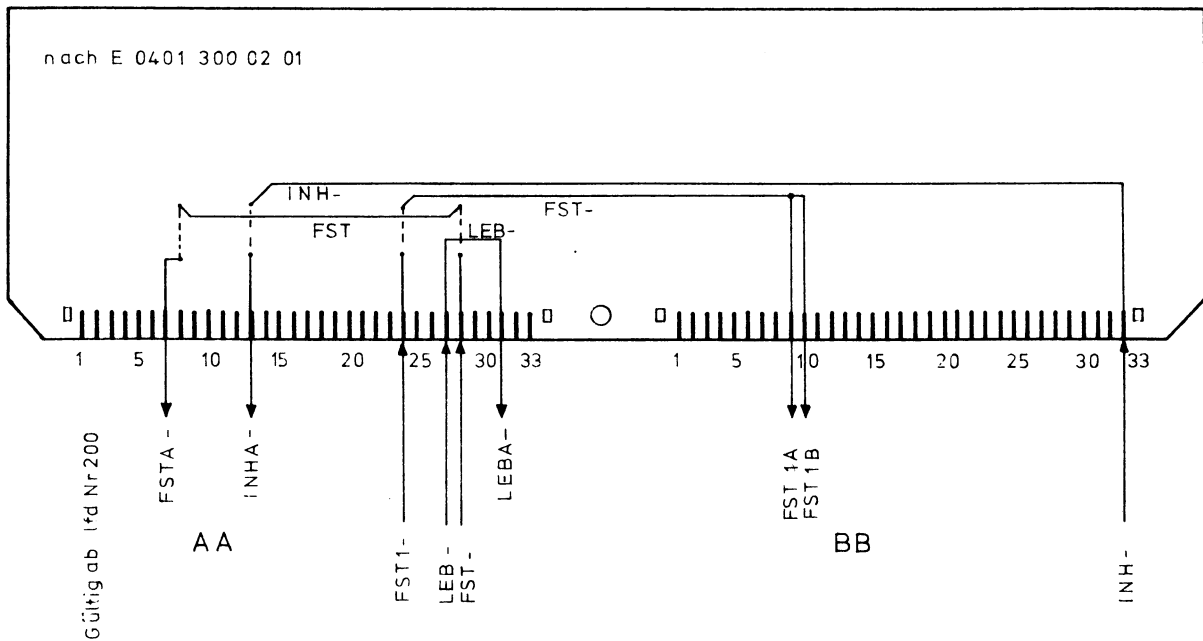 nach E 0401 300 02 01
INH-
FST-
FST
LEB-
1 5 10 15 20 25 30 33
1 5 10 15 20 25 30 33
FSTA-
INHA-
LEBA-
FST 1A
FST 1B
Gültig ab lfd Nr 200
AA
BB
FST1-
LEB-
FST-
INH-